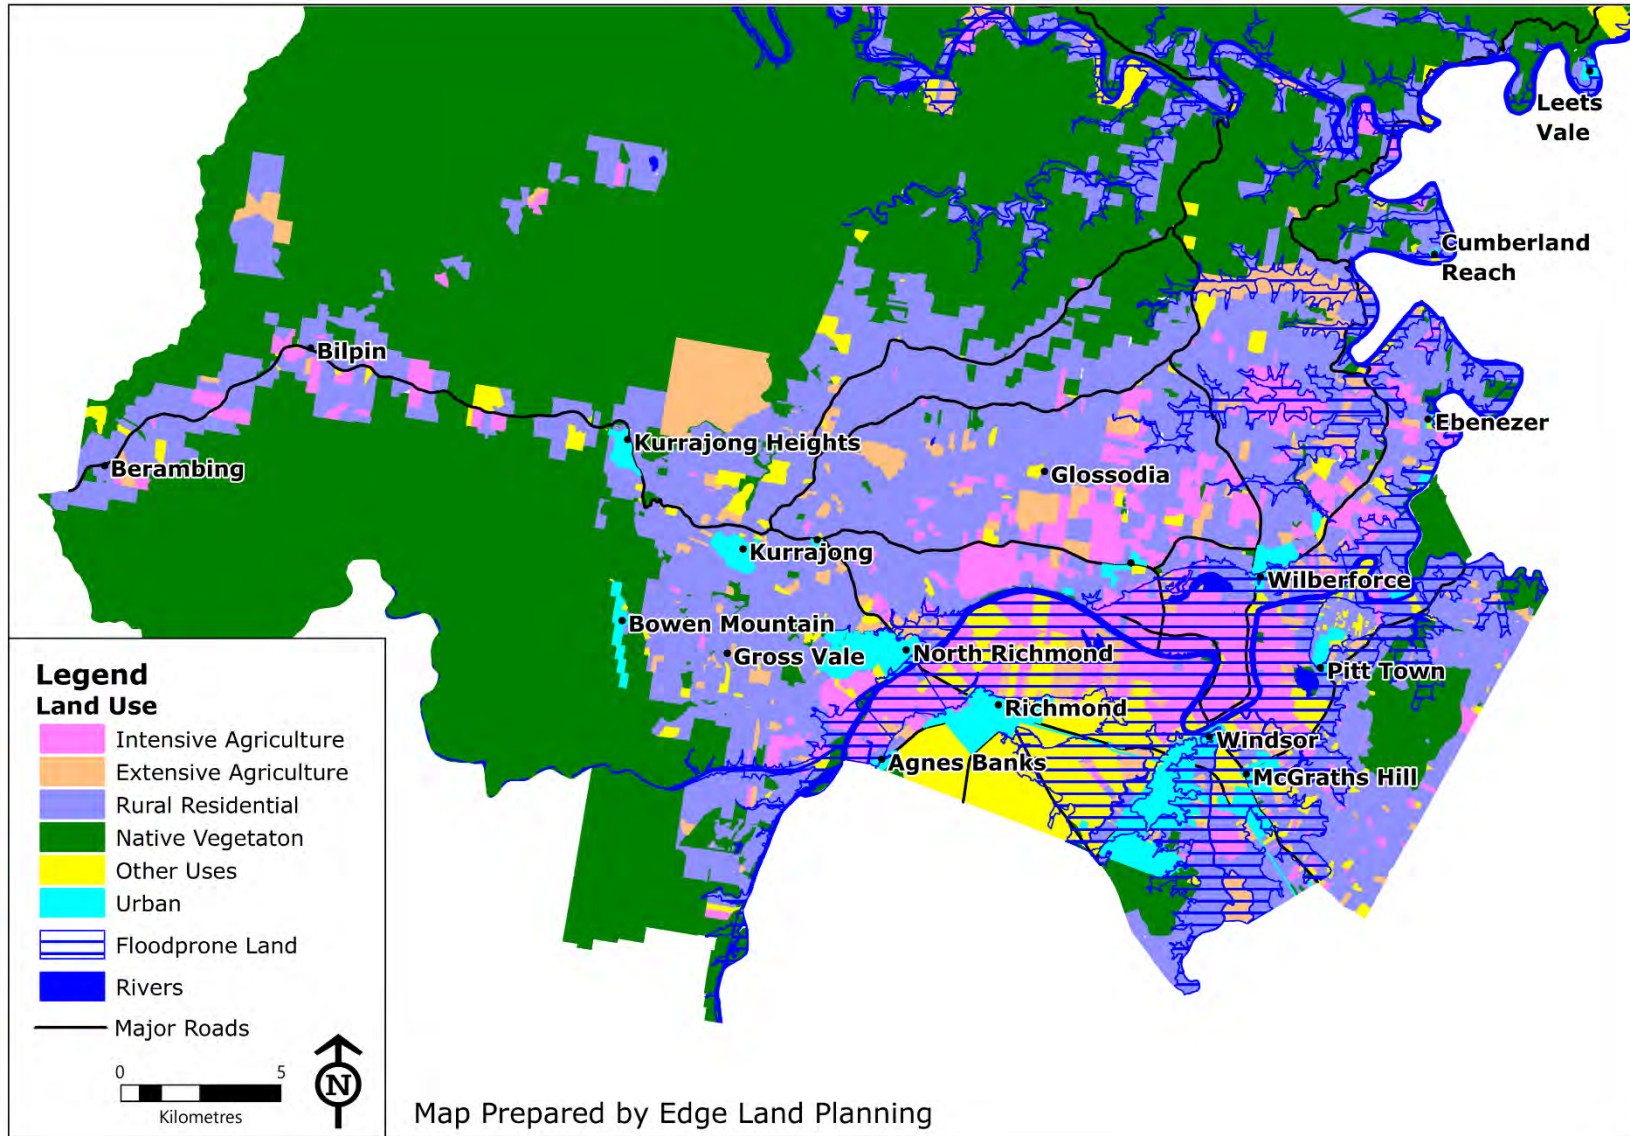 Leets
Vale
Cumberland
Reach
Bilpin
Ebenezer
Kurrajong Heights
Berambing
Glossodia
Kurrajong
Wilberforce
Bowen Mountain
Gross Vale
North Richmond
Pitt Town
Richmond
Windsor
Agnes Banks
McGraths Hill
Legend
Land Use
Intensive Agriculture
Extensive Agriculture
Rural Residential
Native Vegetaton
Other Uses
Urban
Floodprone Land
Rivers
Major Roads
0 5
Kilometres
N
Map Prepared by Edge Land Planning